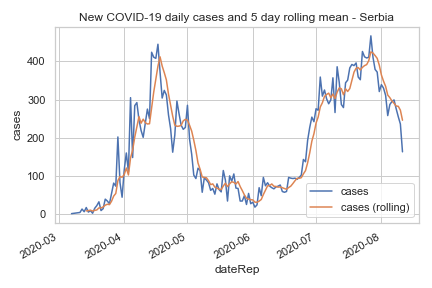 New COVID-19 daily cases and 5 day rolling mean - Serbia
400
300
200
100
0
cases
cases
cases (rolling)
2020-03
2020-04
2020-05
2020-06
2020-07
2020-08
dateRep